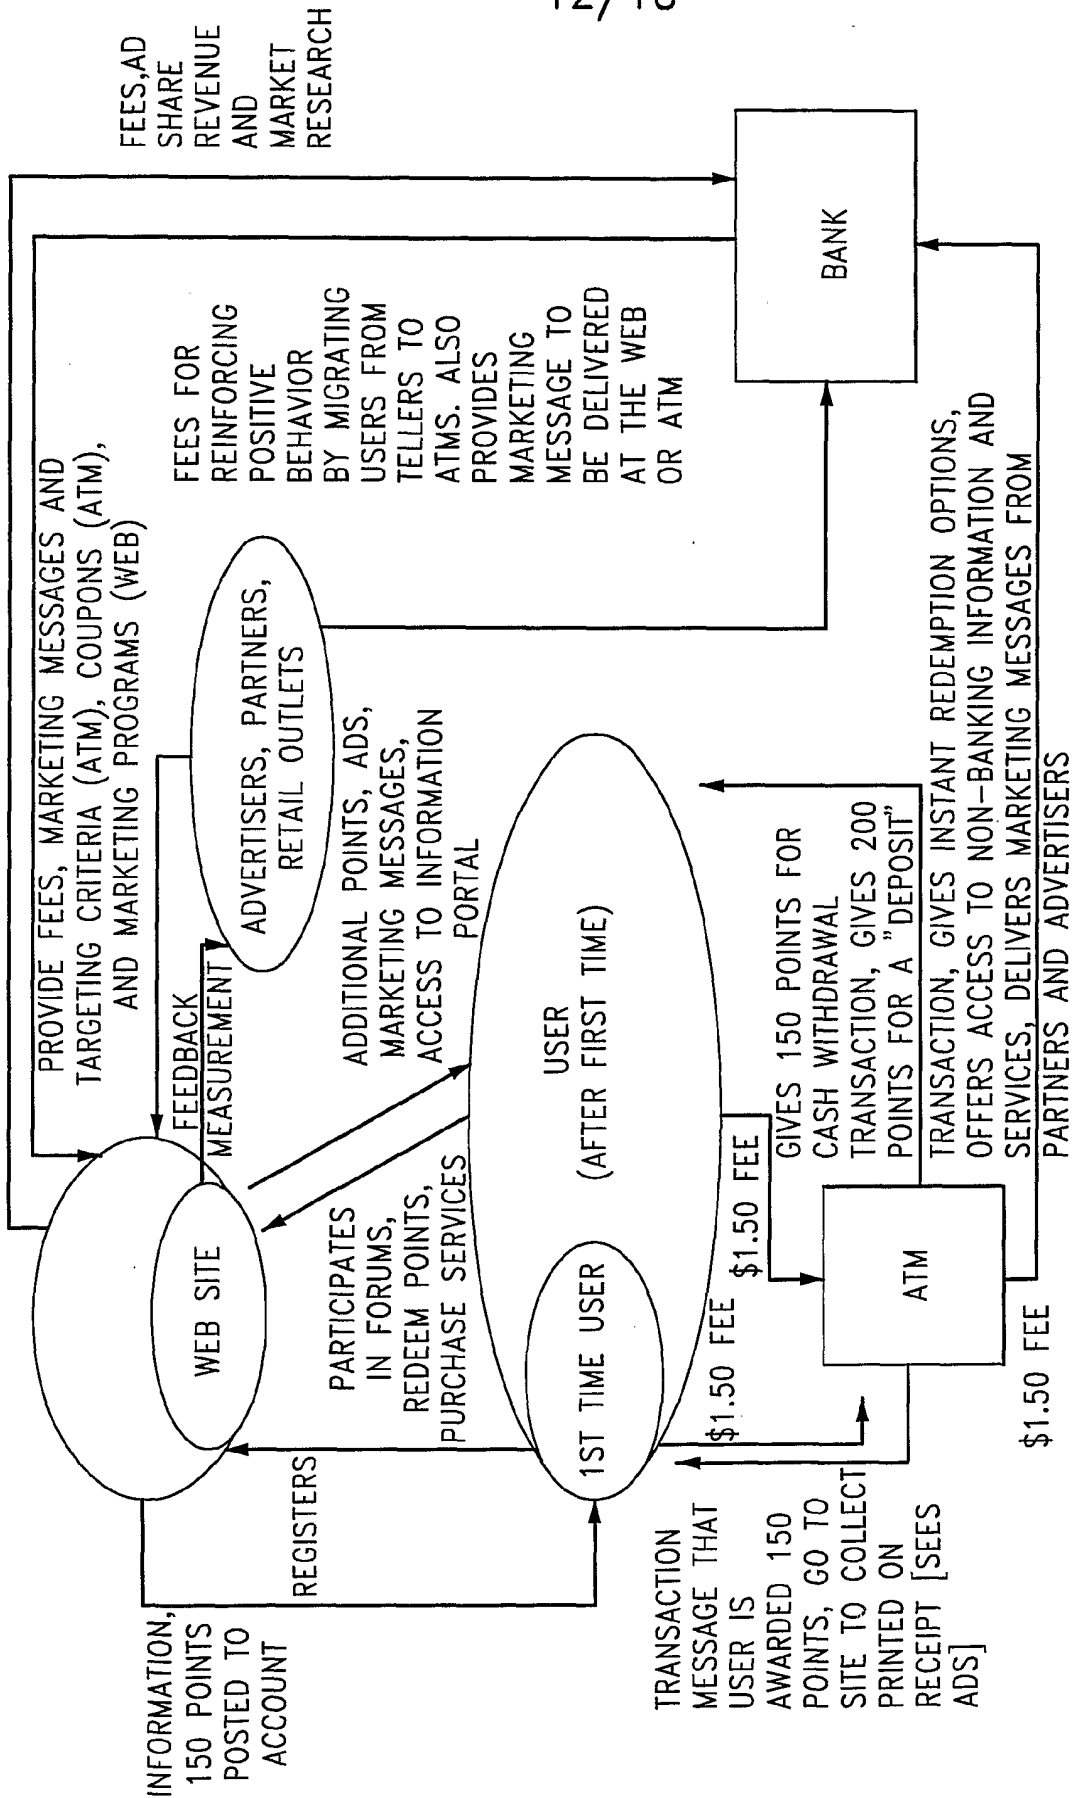 12/18
FEES,AD
SHARE
REVENUE
AND
MARKET
RESEARCH
PROVIDE FEES, MARKETING MESSAGES AND
TARGETING CRITERIA (ATM), COUPONS (ATM),
AND MARKETING PROGRAMS (WEB)
FEES FOR
REINFORCING
POSITIVE
BEHAVIOR
BY MIGRATING
USERS FROM
TELLERS TO
ATMS. ALSO
PROVIDES
MARKETING
MESSAGE TO
BE DELIVERED
AT THE WEB
OR ATM
BANK
ADVERTISERS, PARTNERS,
RETAIL OUTLETS
FEEDBACK
MEASUREMENT
WEB SITE
ADDITIONAL POINTS, ADS,
MARKETING MESSAGES,
ACCESS TO INFORMATION
PORTAL
PARTICIPATES
IN FORUMS,
REDEEM POINTS,
PURCHASE SERVICES
INFORMATION,
150 POINTS
POSTED TO
ACCOUNT
REGISTERS
USER
(AFTER FIRST TIME)
1ST TIME USER
$1.50 FEE
$1.50 FEE
GIVES 150 POINTS FOR
CASH WITHDRAWAL
TRANSACTION, GIVES 200
POINTS FOR A "DEPOSIT"
TRANSACTION, GIVES INSTANT REDEMPTION OPTIONS,
OFFERS ACCESS TO NON-BANKING INFORMATION AND
SERVICES, DELIVERS MARKETING MESSAGES FROM
PARTNERS AND ADVERTISERS
ATM
$1.50 FEE
TRANSACTION
MESSAGE THAT
USER IS
AWARDED 150
POINTS, GO TO
SITE TO COLLECT
PRINTED ON
RECEIPT [SEES
ADS]